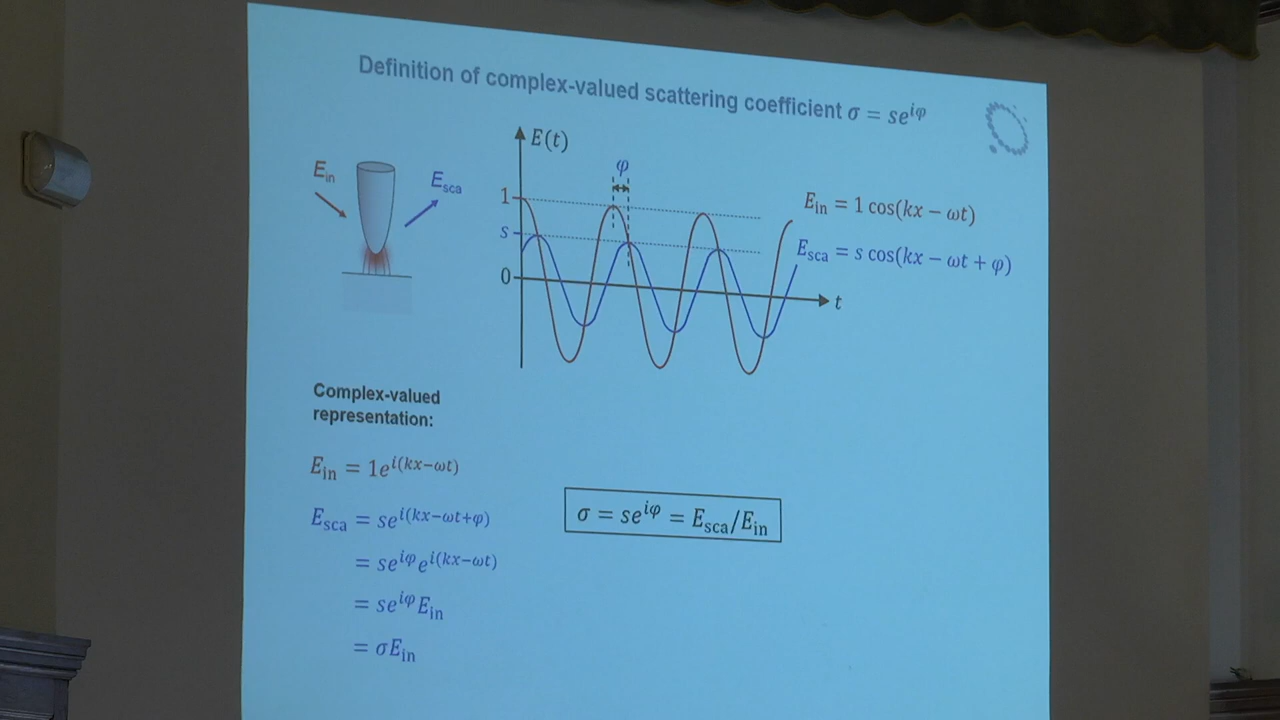 Definition of complex-valued scattering coefficient σ = se^{iφ}
E_in
E_sca
E(t)
φ
1
s
0
t
E_in = 1 cos(kx − ωt)
E_sca = s cos(kx − ωt + φ)
Complex-valued
representation:
E_in = 1e^{i(kx−ωt)}
E_sca = se^{i(kx−ωt+φ)}
= se^{iφ}e^{i(kx−ωt)}
= se^{iφ}E_in
= σE_in
σ = se^{iφ} = E_sca/E_in